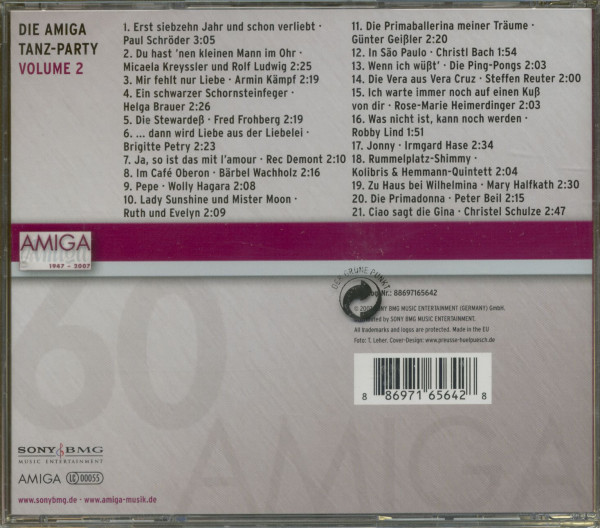 DIE AMIGA
TANZ-PARTY
VOLUME 2
1. Erst siebzehn Jahr und schon verliebt •
Paul Schröder 3:05
2. Du hast 'nen kleinen Mann im Ohr •
Micaela Kreyssler und Rolf Ludwig 2:25
3. Mir fehlt nur Liebe • Armin Kämpf 2:19
4. Ein schwarzer Schornsteinfeger •
Helga Brauer 2:26
5. Die Stewardeß • Fred Frohberg 2:19
6. ... dann wird Liebe aus der Liebelei •
Brigitte Petry 2:23
7. Ja, so ist das mit l'amour • Rec Demont 2:10
8. Im Café Oberon • Bärbel Wachholz 2:16
9. Pepe • Wolly Hagara 2:08
10. Lady Sunshine und Mister Moon •
Ruth und Evelyn 2:09
11. Die Primaballerina meiner Träume •
Günter Geißler 2:20
12. In São Paulo • Christl Bach 1:54
13. Wenn ich wüßt' • Die Ping-Pongs 2:03
14. Die Vera aus Vera Cruz • Steffen Reuter 2:00
15. Ich warte immer noch auf einen Kuß
von dir • Rose-Marie Heimerdinger 2:03
16. Was nicht ist, kann noch werden •
Robby Lind 1:51
17. Jonny • Irmgard Hase 2:34
18. Rummelplatz-Shimmy •
Kolibris & Hemmann-Quintett 2:04
19. Zu Haus bei Wilhelmina • Mary Halfkath 2:30
20. Die Primadonna • Peter Beil 2:15
21. Ciao sagt die Gina • Christel Schulze 2:47
AMIGA
Amiga
1947 - 2007
DER GRÜNE PUNKT
Nr.: 88697165642
SONY BMG MUSIC ENTERTAINMENT (GERMANY) GmbH.
by SONY BMG MUSIC ENTERTAINMENT.
All trademarks and logos are protected. Made in the EU
Foto: T. Leher. Cover-Design: www.preusse-huelpuesch.de
8 86971 65642 2
60
AMIGA
SONY BMG
MUSIC ENTERTAINMENT
AMIGA LC 00055
www.sonybmg.de • www.amiga-musik.de